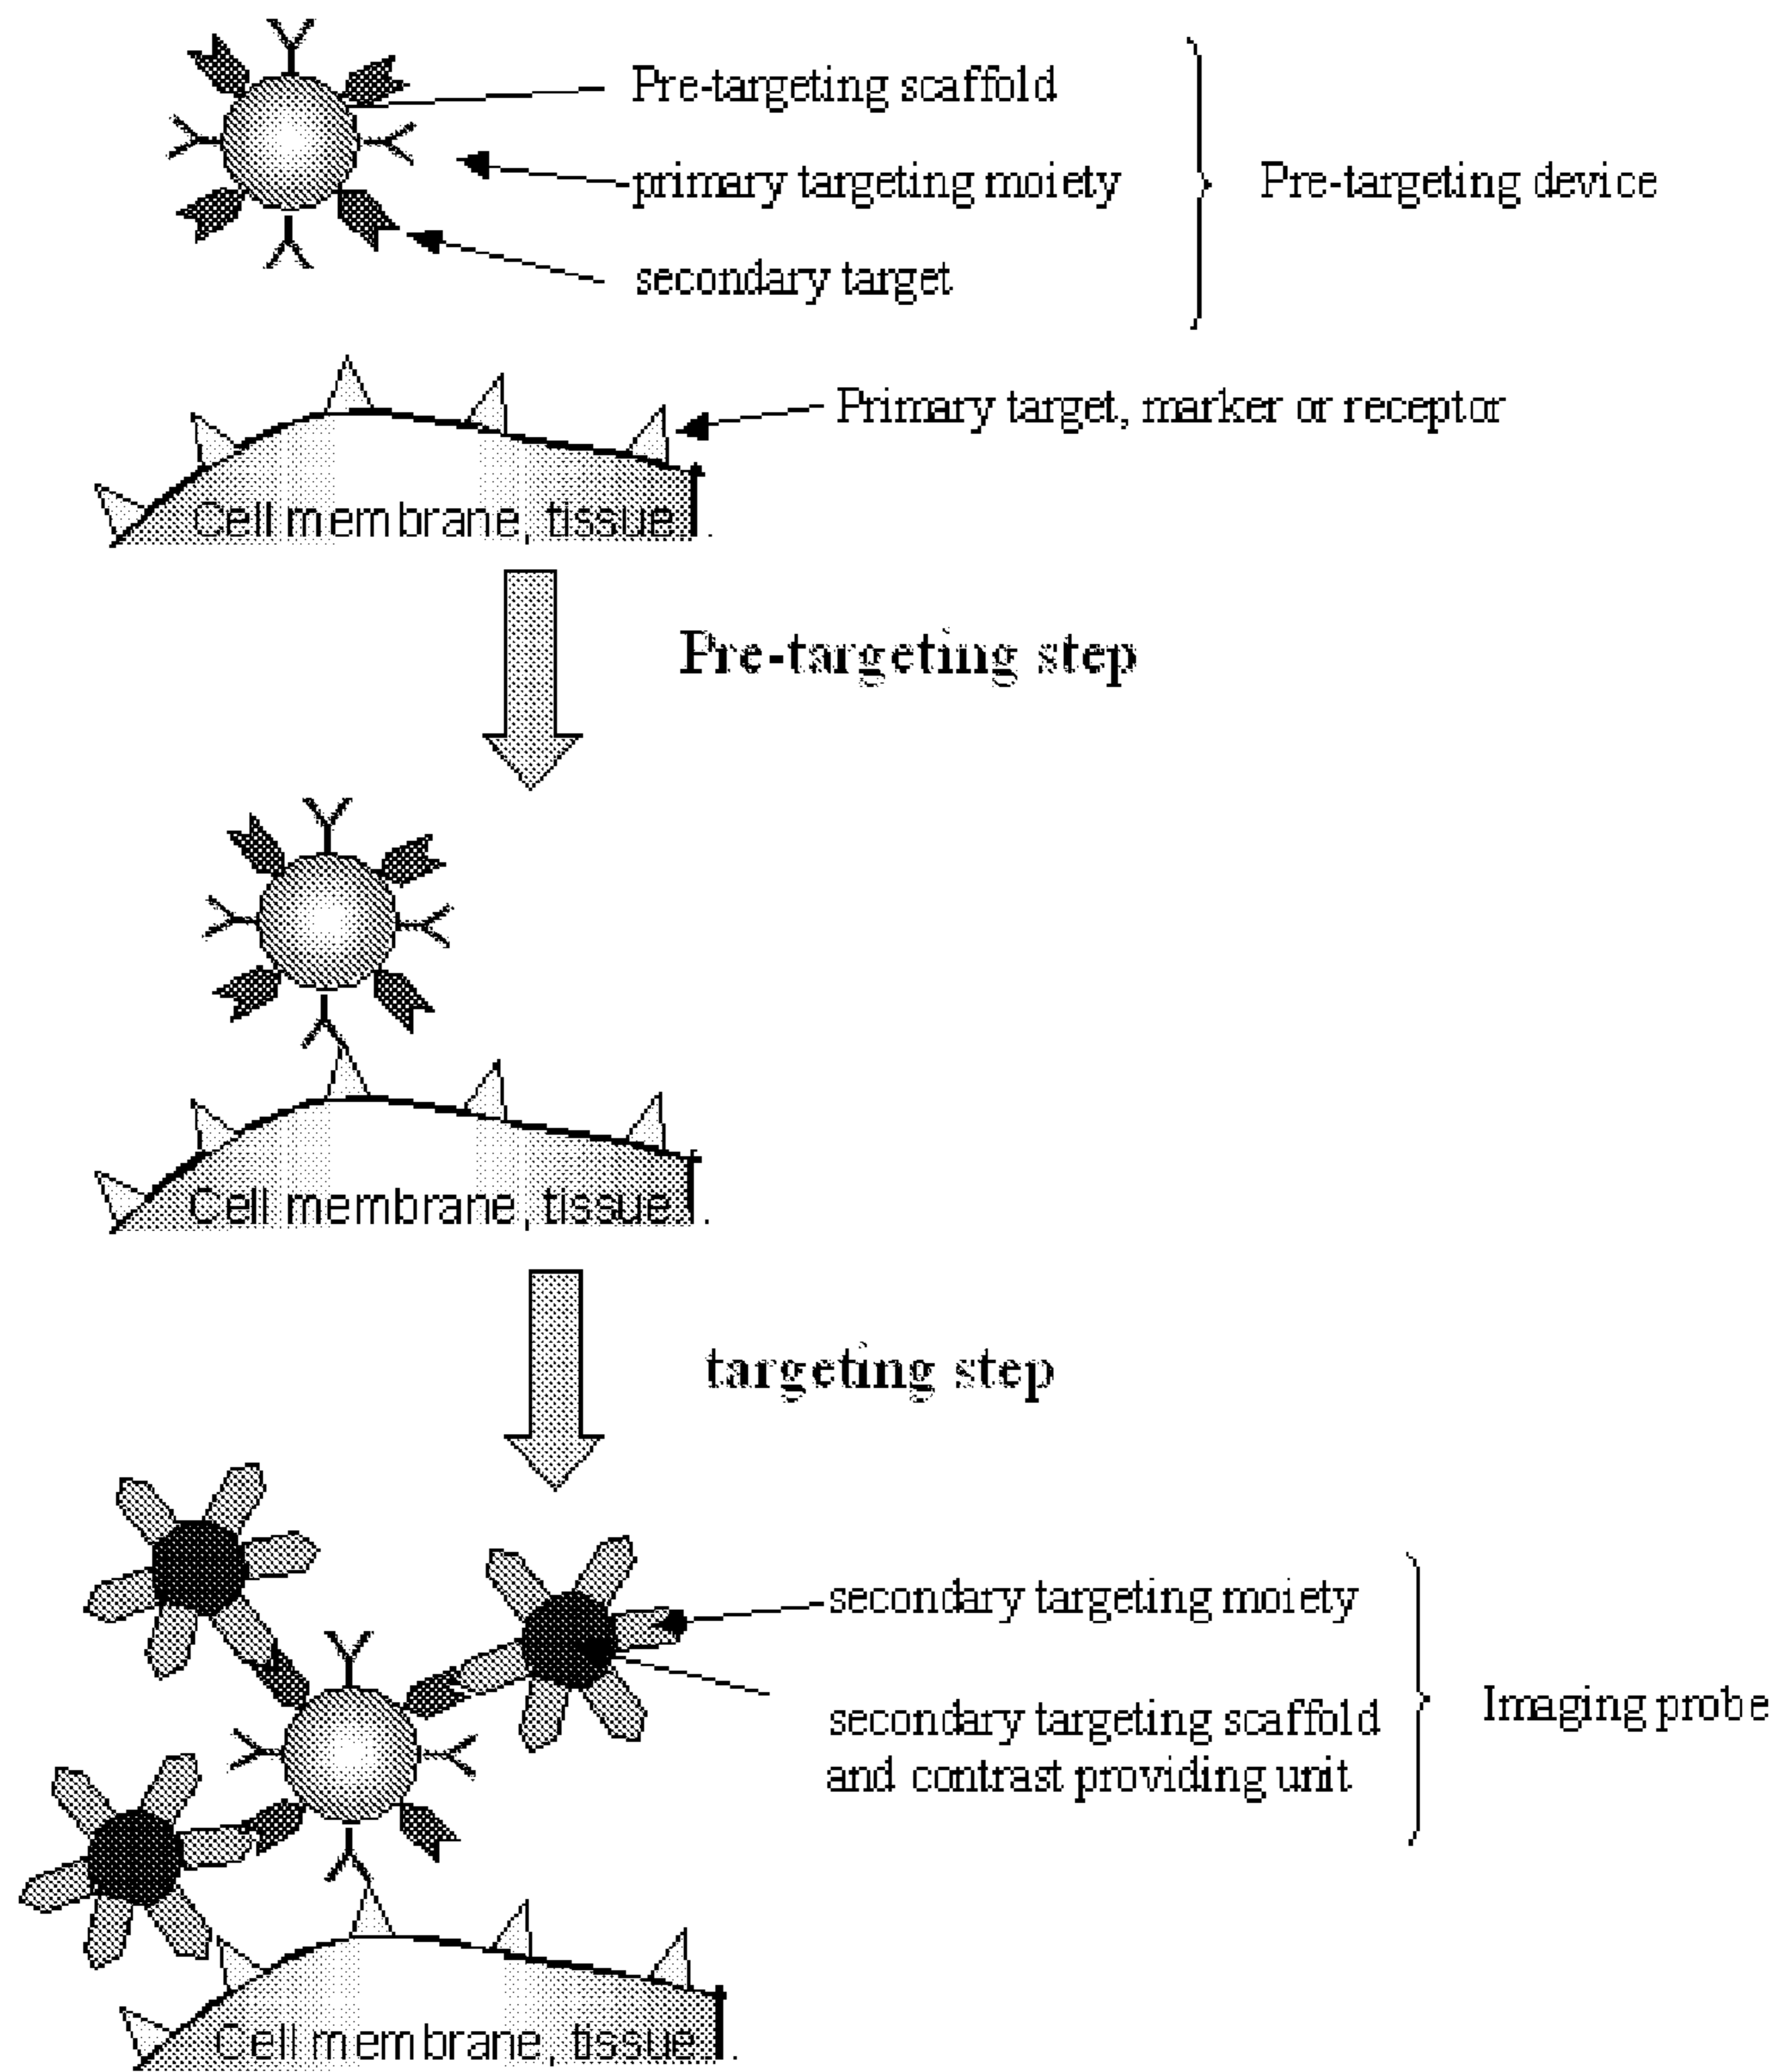 Pre-targeting scaffold
primary targeting moiety
Pre-targeting device
secondary target
Primary target, marker or receptor
Cell membrane, tissue...
Pre-targeting step
Cell membrane, tissue...
targeting step
secondary targeting moiety
secondary targeting scaffold
and contrast providing unit
Imaging probe
Cell membrane, tissue...